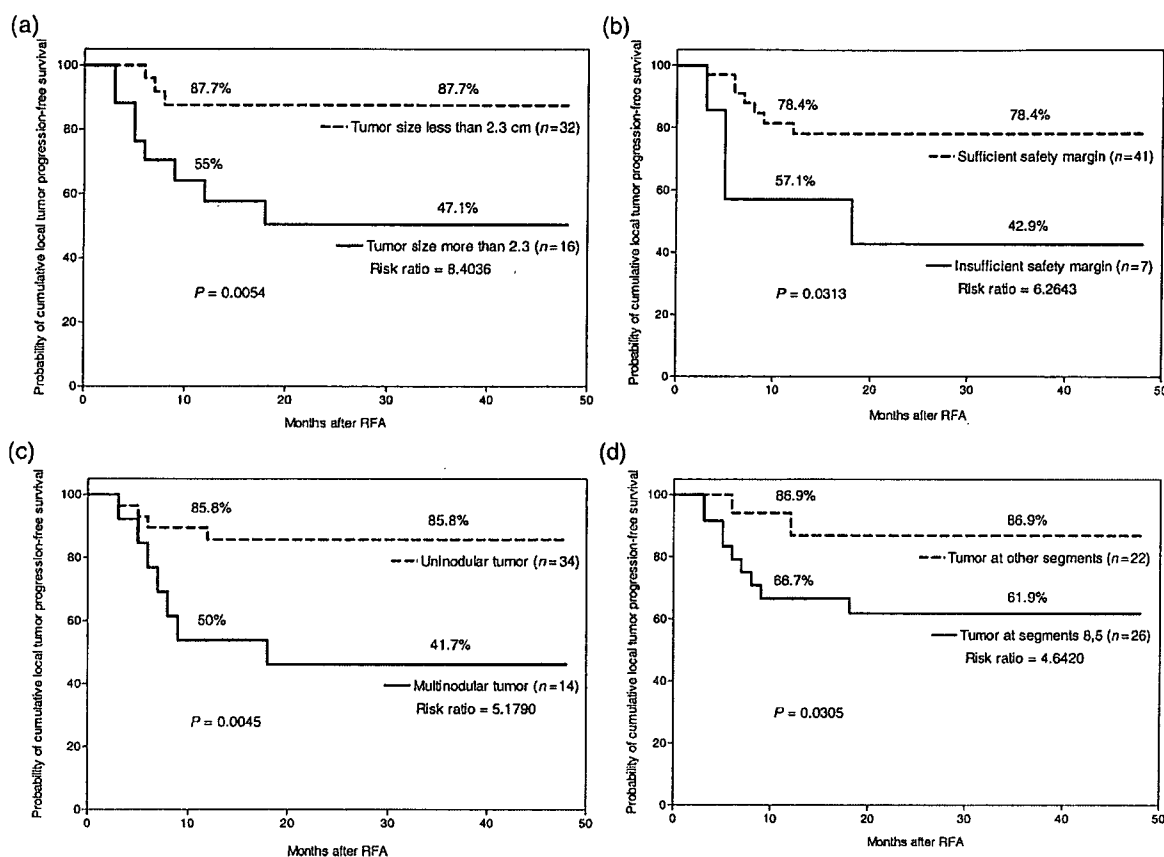 (a)
Probability of cumulative local tumor progression-free survival
100
80
60
40
20
0
87.7%
87.7%
Tumor size less than 2.3 cm (n=32)
55%
47.1%
Tumor size more than 2.3 (n=16)
Risk ratio = 8.4036
P = 0.0054
0
10
20
30
40
50
Months after RFA
(b)
Probability of cumulative local tumor progression-free survival
100
80
60
40
20
0
78.4%
78.4%
Sufficient safety margin (n=41)
57.1%
42.9%
Insufficient safety margin (n=7)
Risk ratio = 6.2643
P = 0.0313
0
10
20
30
40
50
Months after RFA
(c)
Probability of cumulative local tumor progression-free survival
100
80
60
40
20
0
85.8%
85.8%
Uninodular tumor (n=34)
50%
41.7%
Multinodular tumor (n=14)
Risk ratio = 5.1790
P = 0.0045
0
10
20
30
40
50
Months after RFA
(d)
Probability of cumulative local tumor progression-free survival
100
80
60
40
20
0
86.9%
86.9%
Tumor at other segments (n=22)
66.7%
61.9%
Tumor at segments 8,5 (n=26)
Risk ratio = 4.6420
P = 0.0305
0
10
20
30
40
50
Months after RFA